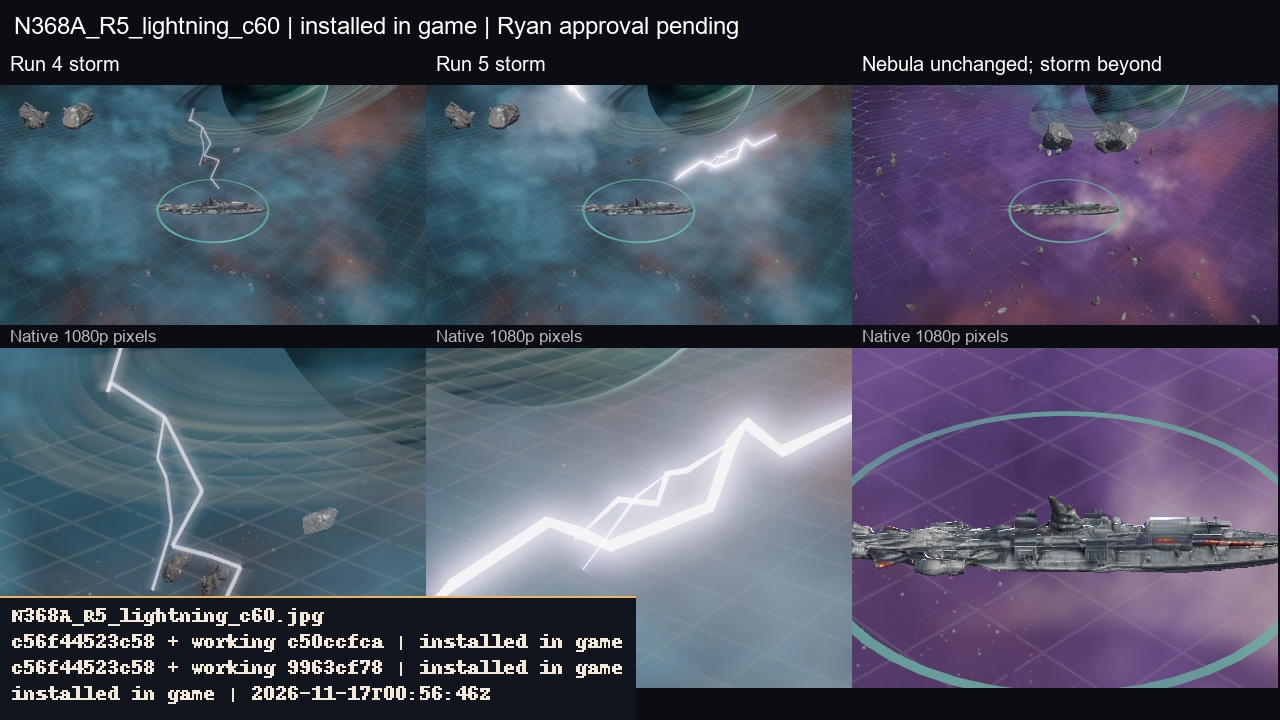 N368A_R5_lightning_c60 | installed in game | Ryan approval pending
Run 4 storm
Run 5 storm
Nebula unchanged; storm beyond
Native 1080p pixels
Native 1080p pixels
Native 1080p pixels
N368A_R5_lightning_c60.jpg
c56f44523c58 + working c50ccfca | installed in game
c56f44523c58 + working 9963cf78 | installed in game
installed in game | 2026-11-17T00:56:46Z